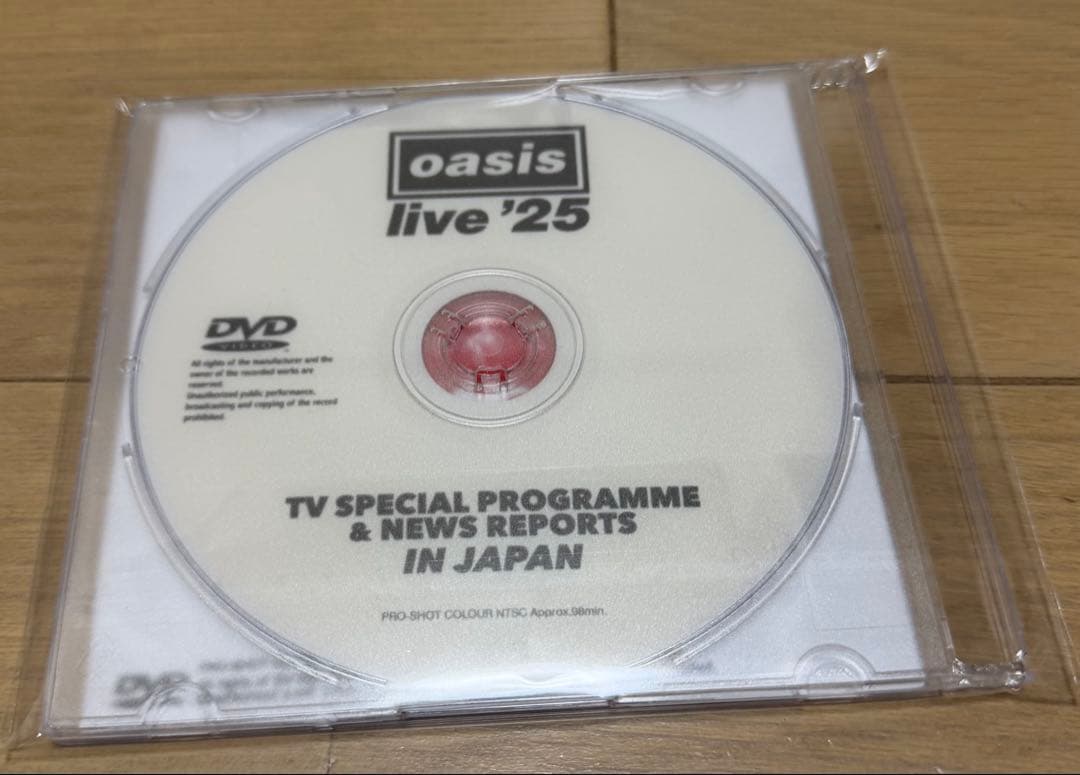 oasis
live '25
DVD
VIDEO
All rights of the manufacturer and the
owner of the recorded works are
reserved.
Unauthorized public performance,
broadcasting and copying of the record
prohibited.
TV SPECIAL PROGRAMME
& NEWS REPORTS
IN JAPAN
PRO-SHOT COLOUR NTSC Approx.98min.
DVD